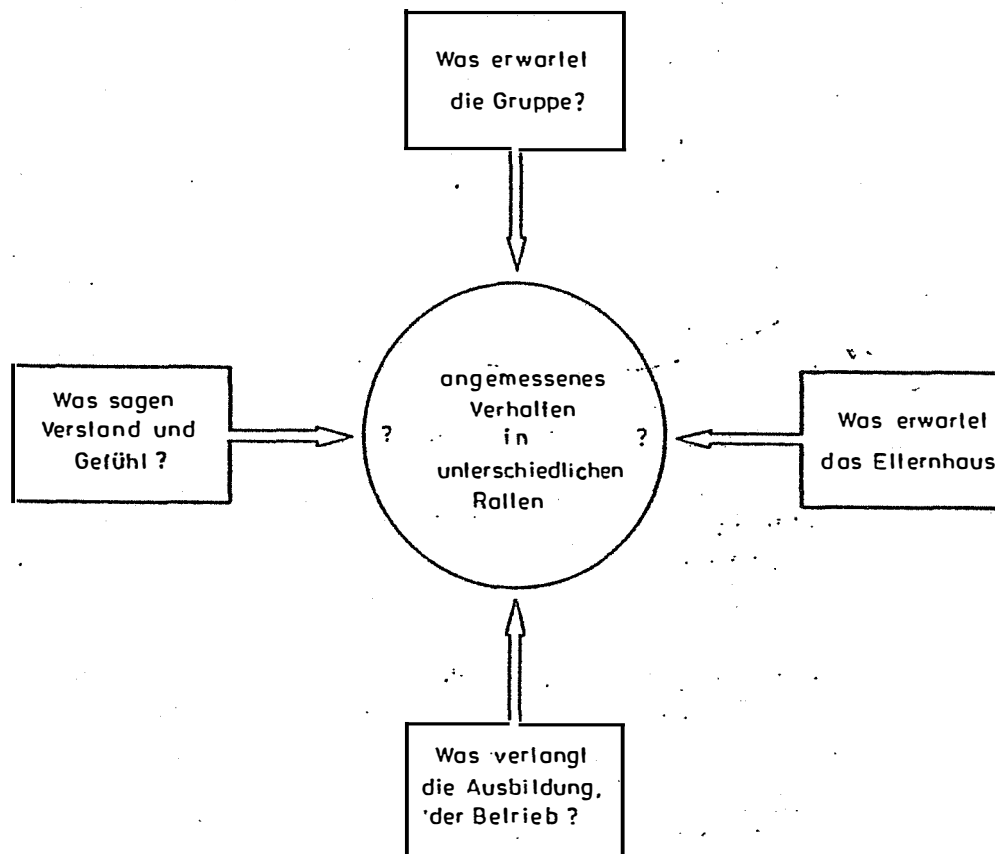 Was erwartet
die Gruppe?
Was sagen
Verstand und
Gefühl?
?
angemessenes
Verhalten
in
unterschiedlichen
Rollen
?
Was erwartet
das Elternhaus
Was verlangt
die Ausbildung,
der Betrieb?